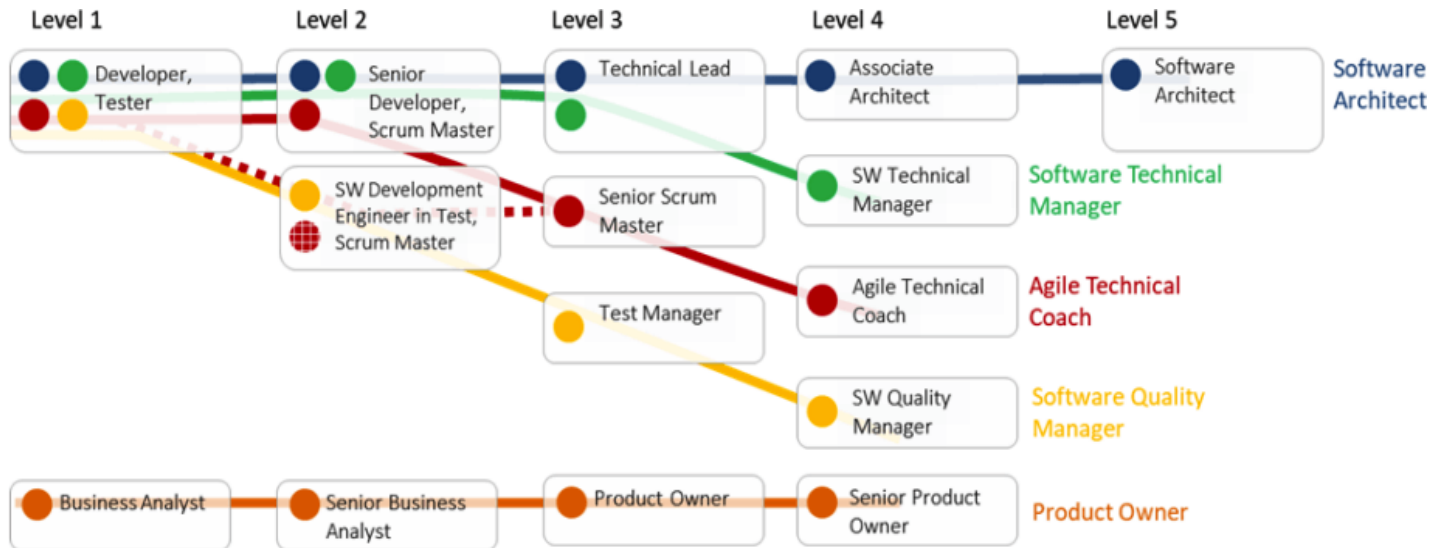 Level 1
Level 2
Level 3
Level 4
Level 5
Developer,
Tester
Senior
Developer,
Scrum Master
Technical Lead
Associate
Architect
Software
Architect
Software
Architect
SW Development
Engineer in Test,
Scrum Master
Senior Scrum
Master
SW Technical
Manager
Software Technical
Manager
Agile Technical
Coach
Agile Technical
Coach
Test Manager
SW Quality
Manager
Software Quality
Manager
Business Analyst
Senior Business
Analyst
Product Owner
Senior Product
Owner
Product Owner